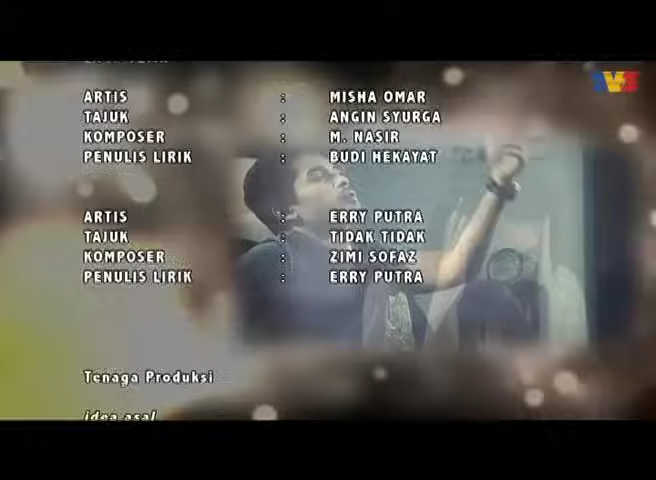 TV3
ARTIS : MISHA OMAR
TAJUK : ANGIN SYURGA
KOMPOSER : M. NASIR
PENULIS LIRIK : BUDI HEKAYAT
ARTIS : ERRY PUTRA
TAJUK : TIDAK TIDAK
KOMPOSER : ZIMI SOFAZ
PENULIS LIRIK : ERRY PUTRA
Tenaga Produksi
idea asal